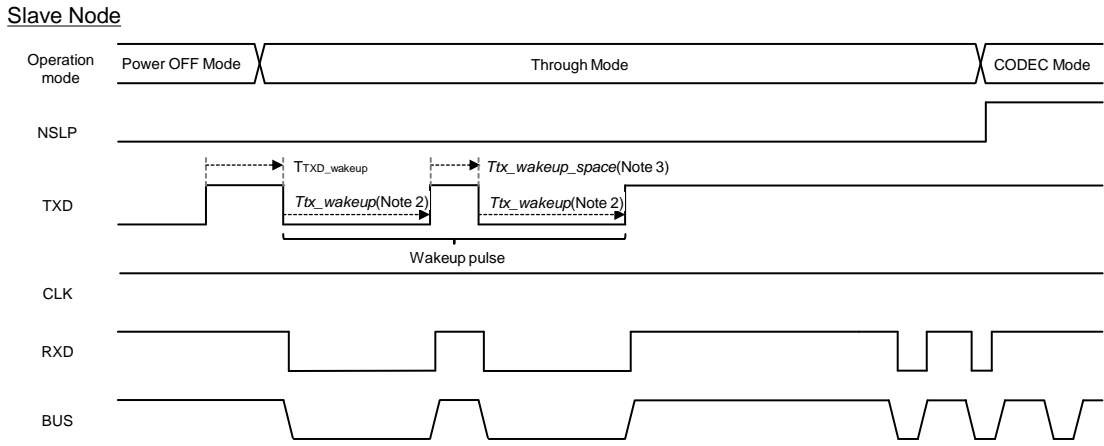 Slave Node
Operation mode
Power OFF Mode
Through Mode
CODEC Mode
NSLP
TTXD_wakeup
Ttx_wakeup_space(Note 3)
TXD
Ttx_wakeup(Note 2)
Ttx_wakeup(Note 2)
Wakeup pulse
CLK
RXD
BUS